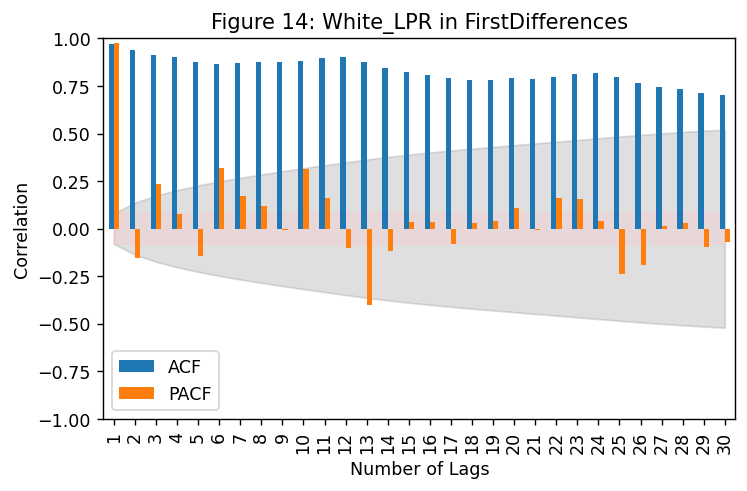 Figure 14: White_LPR in FirstDifferences
1.00
0.75
0.50
0.25
0.00
−0.25
−0.50
−0.75
−1.00
Correlation
ACF
PACF
1 2 3 4 5 6 7 8 9 10 11 12 13 14 15 16 17 18 19 20 21 22 23 24 25 26 27 28 29 30
Number of Lags